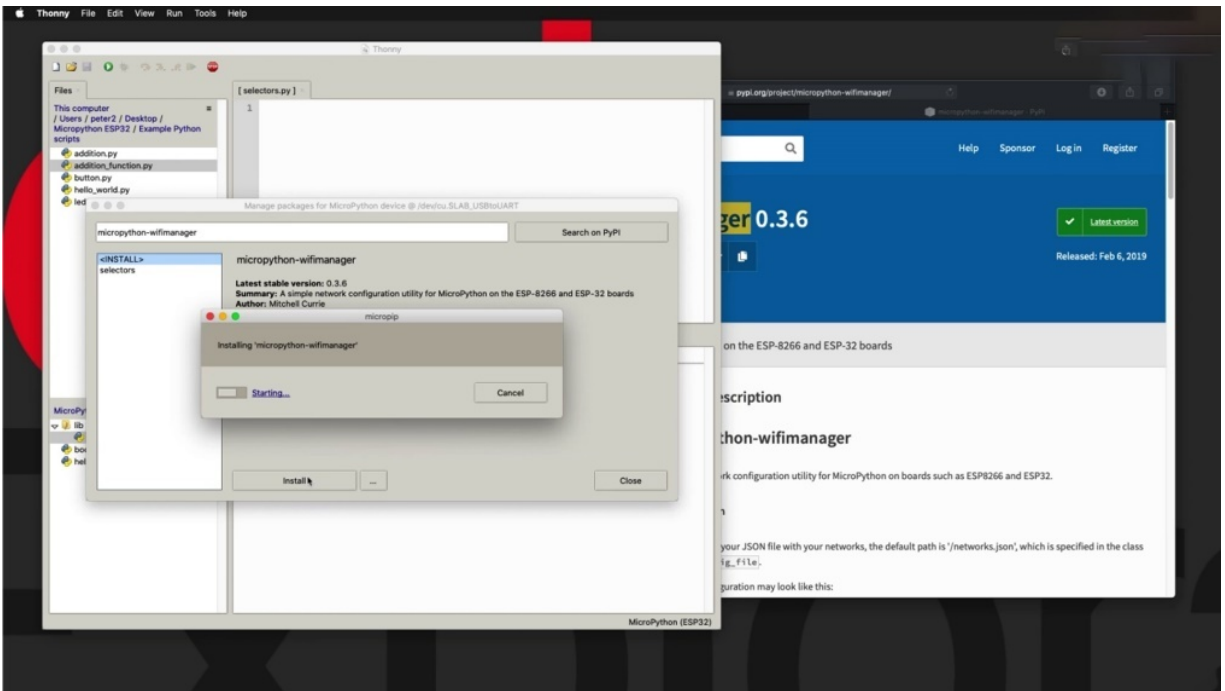 Thonny File Edit View Run Tools Help
Thonny
Files
This computer
/ Users / peter2 / Desktop /
Micropython ESP32 / Example Python
scripts
addition.py
addition_function.py
button.py
hello_world.py
led
MicroPy
lib
boo
hel
[ selectors.py ]
1
Manage packages for MicroPython device @ /dev/cu.SLAB_USBtoUART
micropython-wifimanager
Search on PyPI
<INSTALL>
selectors
micropython-wifimanager
Latest stable version: 0.3.6
Summary: A simple network configuration utility for MicroPython on the ESP-8266 and ESP-32 boards
Author: Mitchell Currie
micropip
Installing 'micropython-wifimanager'
Starting...
Cancel
Install
...
Close
MicroPython (ESP32)
pypi.org/project/micropython-wifimanager/
micropython-wifimanager · PyPI
Help Sponsor Log in Register
ger 0.3.6
Latest version
Released: Feb 6, 2019
on the ESP-8266 and ESP-32 boards
escription
thon-wifimanager
rk configuration utility for MicroPython on boards such as ESP8266 and ESP32.
n
your JSON file with your networks, the default path is '/networks.json', which is specified in the class
ig_file.
guration may look like this: